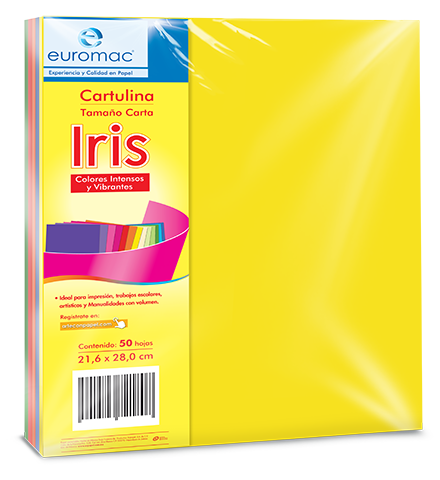 euromac
Experiencia y Calidad en Papel
Cartulina
Tamaño Carta
Iris
Colores Intensos
y Vibrantes
• Ideal para impresión, trabajos escolares,
artísticos y Manualidades con volumen.
Regístrate en:
Contenido: 50 hojas
21,6 x 28,0 cm